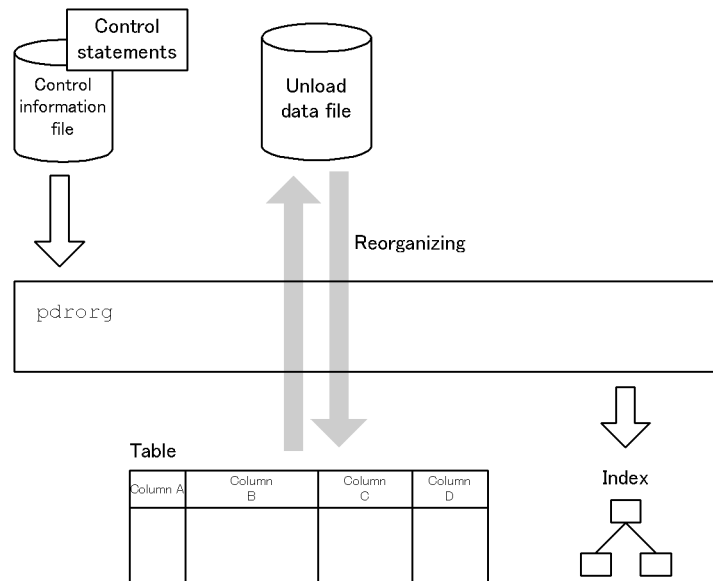 Control
statements
Control
information
file
Unload
data file
Reorganizing
pdrorg
Table
Column A
Column
B
Column
C
Column
D
Index